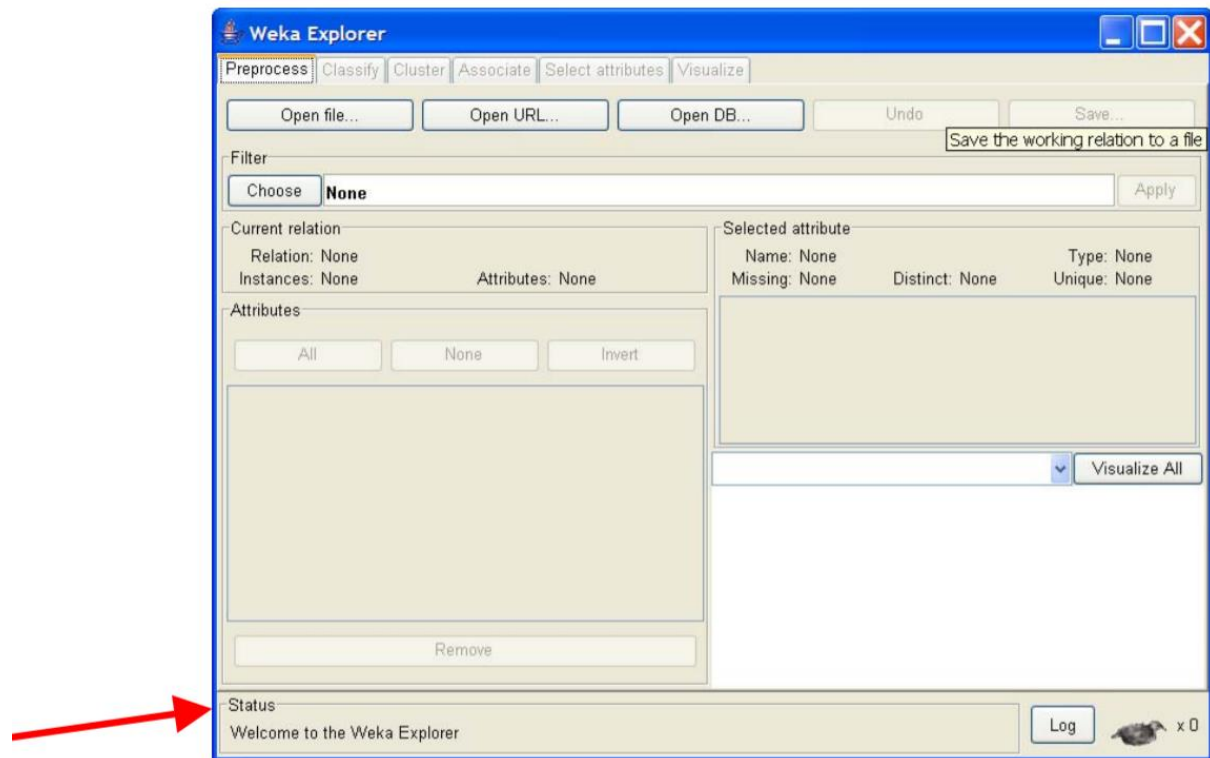 Weka Explorer
Preprocess Classify Cluster Associate Select attributes Visualize
Open file... Open URL... Open DB... Undo Save...
Save the working relation to a file
Filter
Choose None Apply
Current relation
Relation: None
Instances: None Attributes: None
Selected attribute
Name: None Type: None
Missing: None Distinct: None Unique: None
Attributes
All None Invert
Visualize All
Remove
Status
Welcome to the Weka Explorer
Log x 0